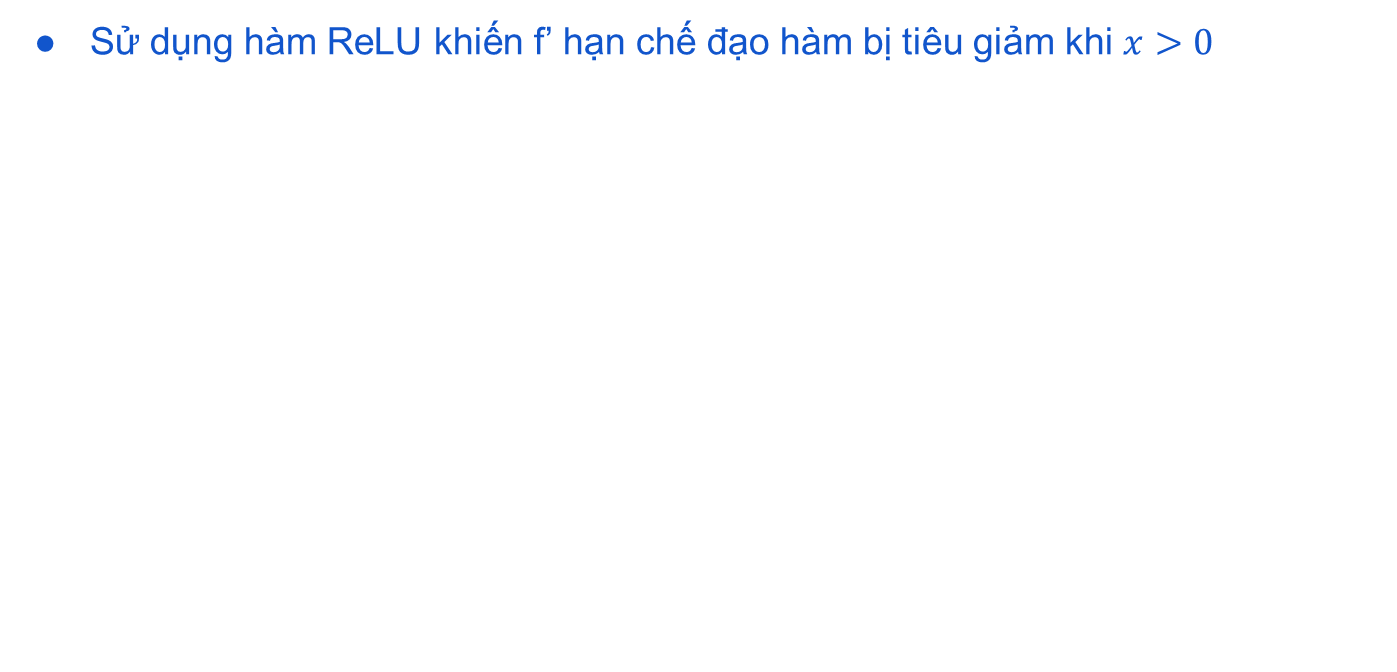 ● Sử dụng hàm ReLU khiến f’ hạn chế đạo hàm bị tiêu giảm khi 𝑥 > 0